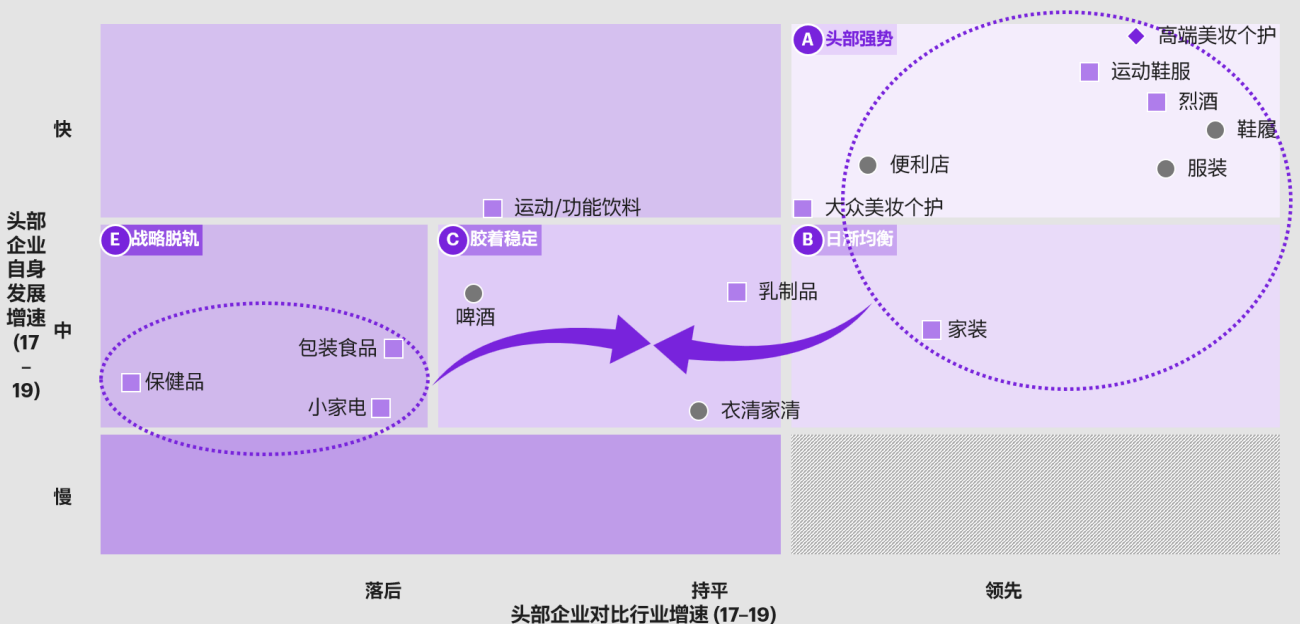 头部
企业
自身
发展
增速
(17
–
19)
快
中
慢
A 头部强势
高端美妆个护
运动鞋服
烈酒
鞋履
便利店
服装
运动/功能饮料
大众美妆个护
E 战略脱轨
C 胶着稳定
B 日渐均衡
啤酒
乳制品
家装
包装食品
保健品
小家电
衣清家清
落后
持平
领先
头部企业对比行业增速 (17–19)